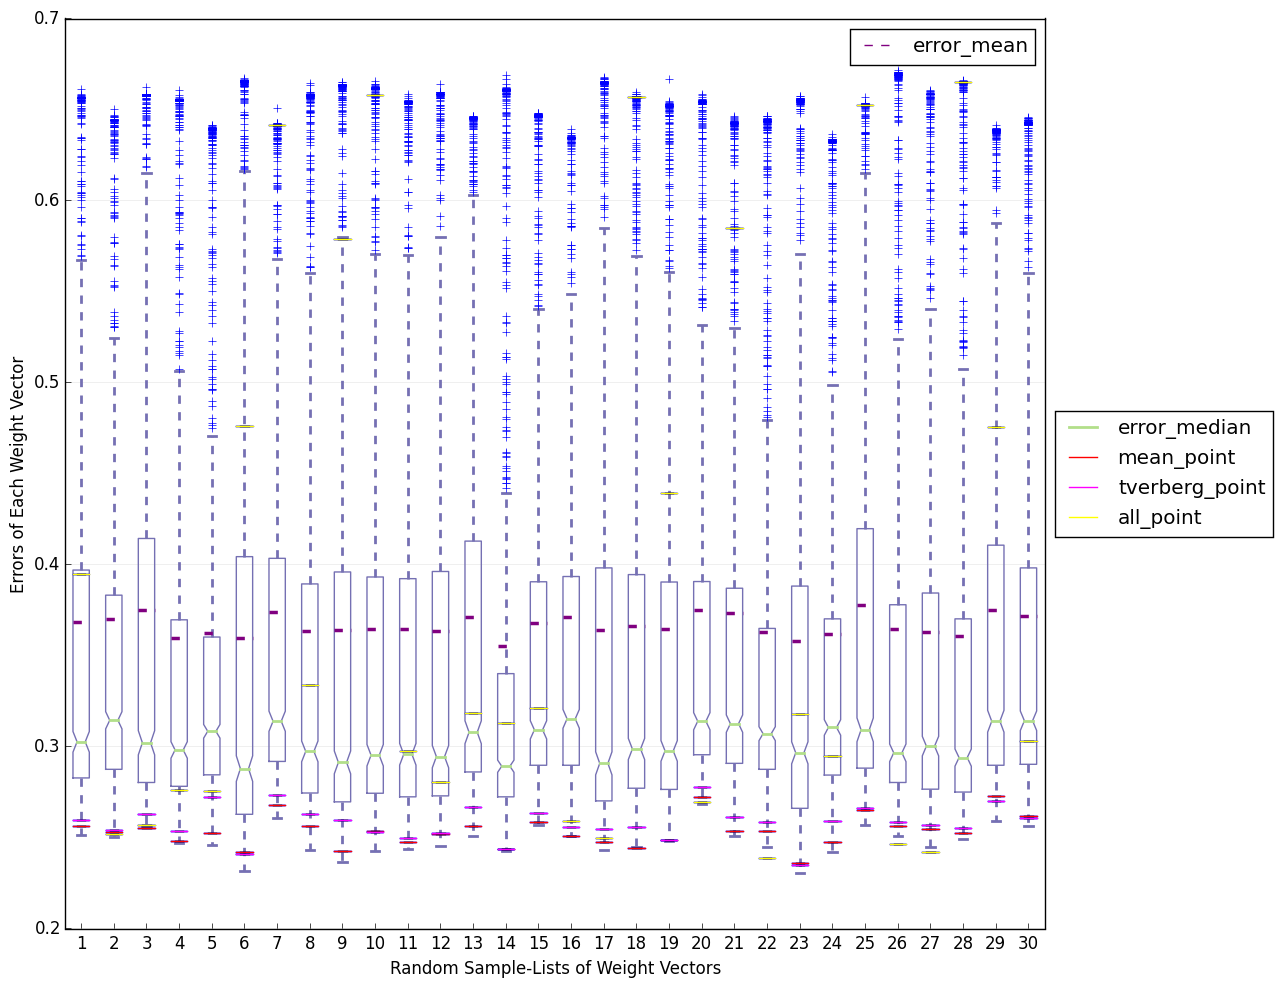 0.7
0.6
0.5
0.4
0.3
0.2
Errors of Each Weight Vector
error_mean
error_median
mean_point
tverberg_point
all_point
1 2 3 4 5 6 7 8 9 10 11 12 13 14 15 16 17 18 19 20 21 22 23 24 25 26 27 28 29 30
Random Sample-Lists of Weight Vectors